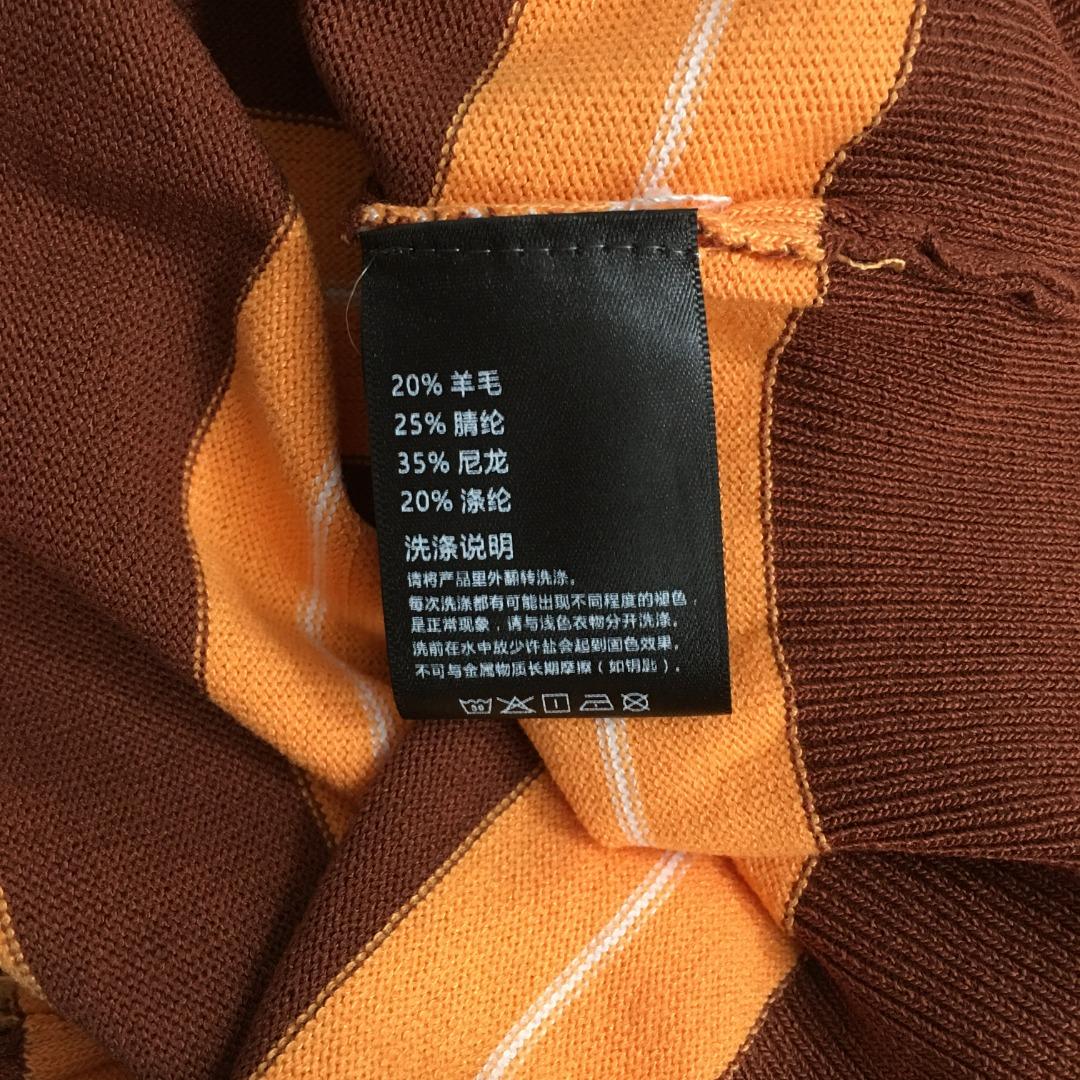 20% 羊毛
25% 腈纶
35% 尼龙
20% 涤纶
洗涤说明
请将产品里外翻转洗涤。
每次洗涤都有可能出现不同程度的褪色，
是正常现象，请与浅色衣物分开洗涤。
洗前在水中放少许盐会起到固色效果。
不可与金属物质长期摩擦（如钥匙）。
30